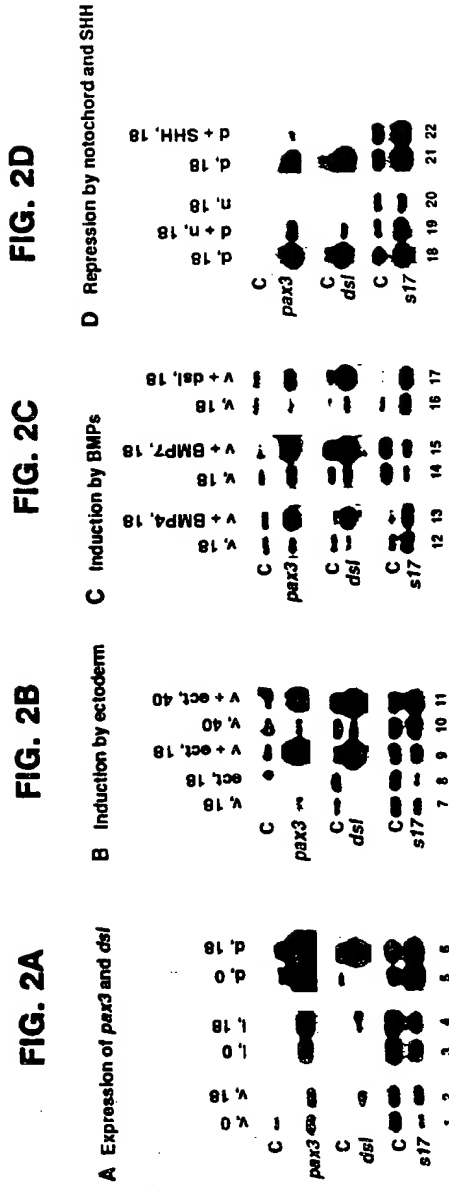 FIG. 2A
A Expression of pax3 and dsl
v, 0
v, 18
l, 0
l, 18
d, 0
d, 18
C
pax3
C
dsl
C
s17
1 2 3 4 5 6
FIG. 2B
B Induction by ectoderm
v, 18
ect, 18
v + ect, 18
v, 40
v + ect, 40
C
pax3
C
dsl
C
s17
7 8 9 10 11
FIG. 2C
C Induction by BMPs
v, 18
v + BMP4, 18
v, 18
v + BMP7, 18
v, 18
v + dsl, 18
C
pax3
C
dsl
C
s17
12 13 14 15 16 17
FIG. 2D
D Repression by notochord and SHH
d, 18
d + n, 18
n, 18
d, 18
d + SHH, 18
C
pax3
C
dsl
C
s17
18 19 20 21 22